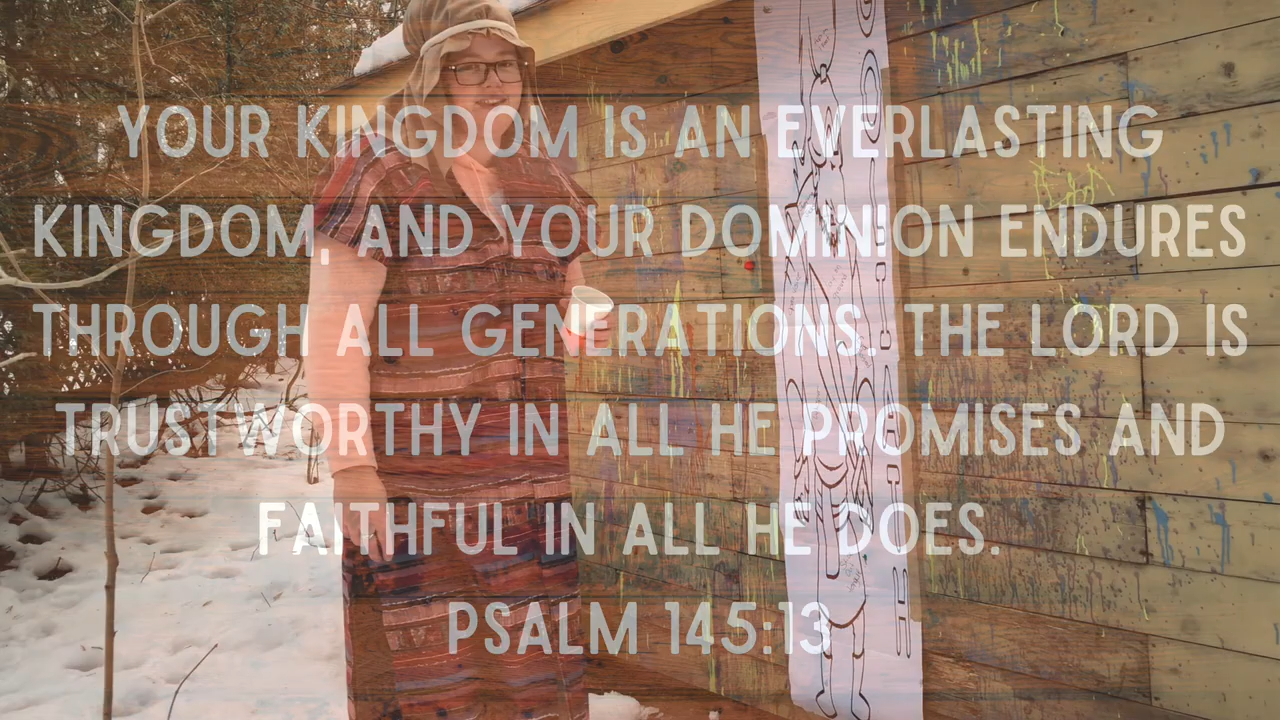 YOUR KINGDOM IS AN EVERLASTING
KINGDOM, AND YOUR DOMINION ENDURES
THROUGH ALL GENERATIONS. THE LORD IS
TRUSTWORTHY IN ALL HE PROMISES AND
FAITHFUL IN ALL HE DOES.
PSALM 145:13